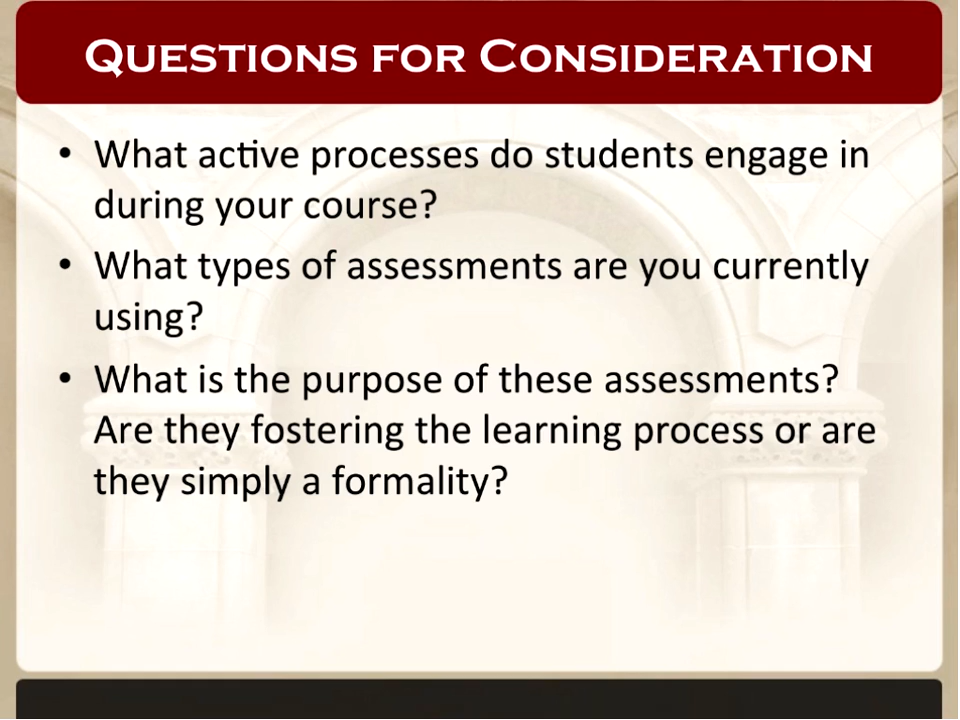 Questions for Consideration
• What active processes do students engage in
during your course?
• What types of assessments are you currently
using?
• What is the purpose of these assessments?
Are they fostering the learning process or are
they simply a formality?